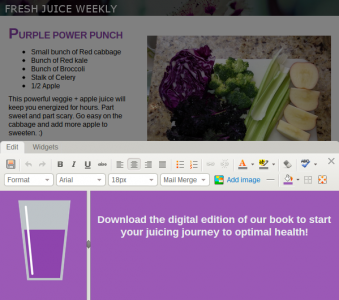 FRESH JUICE WEEKLY
PURPLE POWER PUNCH
Small bunch of Red cabbage
Bunch of Red kale
Bunch of Broccoli
Stalk of Celery
1/2 Apple
This powerful veggie + apple juice will
keep you energized for hours. Part
sweet and part scary. Go easy on the
cabbage and add more apple to
sweeten. :)
Edit Widgets
B I U abc
Format Arial 18px Mail Merge Add image
Download the digital edition of our book to start
your juicing journey to optimal health!